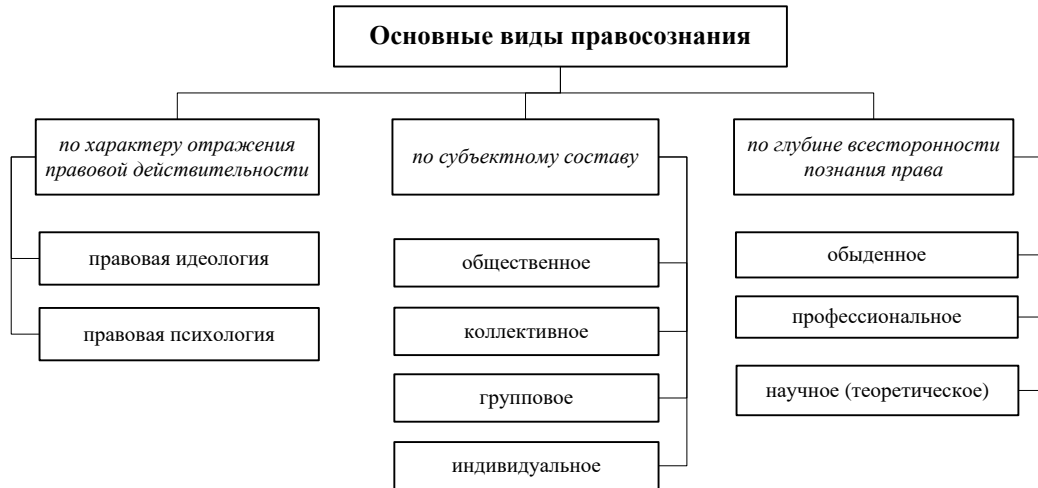 Основные виды правосознания
по характеру отражения
правовой действительности
правовая идеология
правовая психология
по субъектному составу
общественное
коллективное
групповое
индивидуальное
по глубине всесторонности
познания права
обыденное
профессиональное
научное (теоретическое)